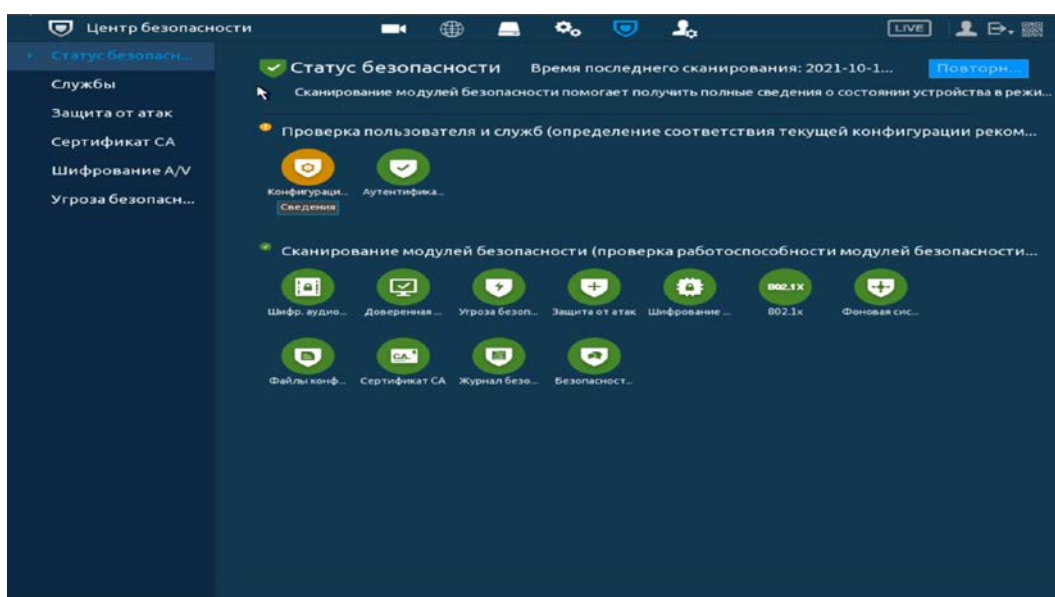 Центр безопасности
LIVE
Статус безопасн...
Службы
Защита от атак
Сертификат CA
Шифрование A/V
Угроза безопасн...
Статус безопасности
Время последнего сканирования: 2021-10-1...
Повторн...
Сканирование модулей безопасности помогает получить полные сведения о состоянии устройства в режи...
Проверка пользователя и служб (определение соответствия текущей конфигурации реком...
Конфигураци... Аутентифика...
Сведения
Сканирование модулей безопасности (проверка работоспособности модулей безопасности...
802.1X
Шифр. аудио... Доверенная ... Угроза безоп... Защита от атак Шифрование ... 802.1x Фоновая сис...
CA
Файлы конф... Сертификат CA Журнал безо... Безопасност...